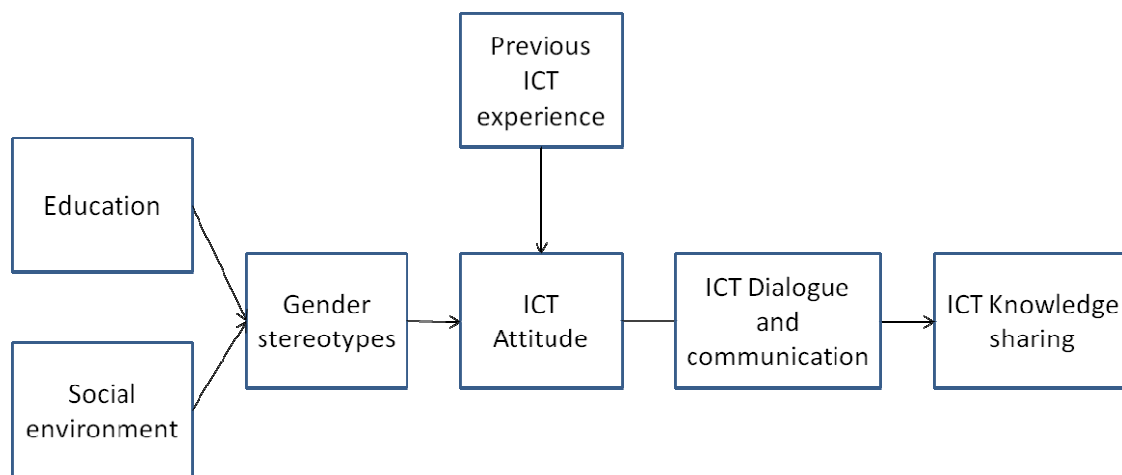 Previous
ICT
experience
Education
Social
environment
Gender
stereotypes
ICT
Attitude
ICT Dialogue
and
communication
ICT Knowledge
sharing